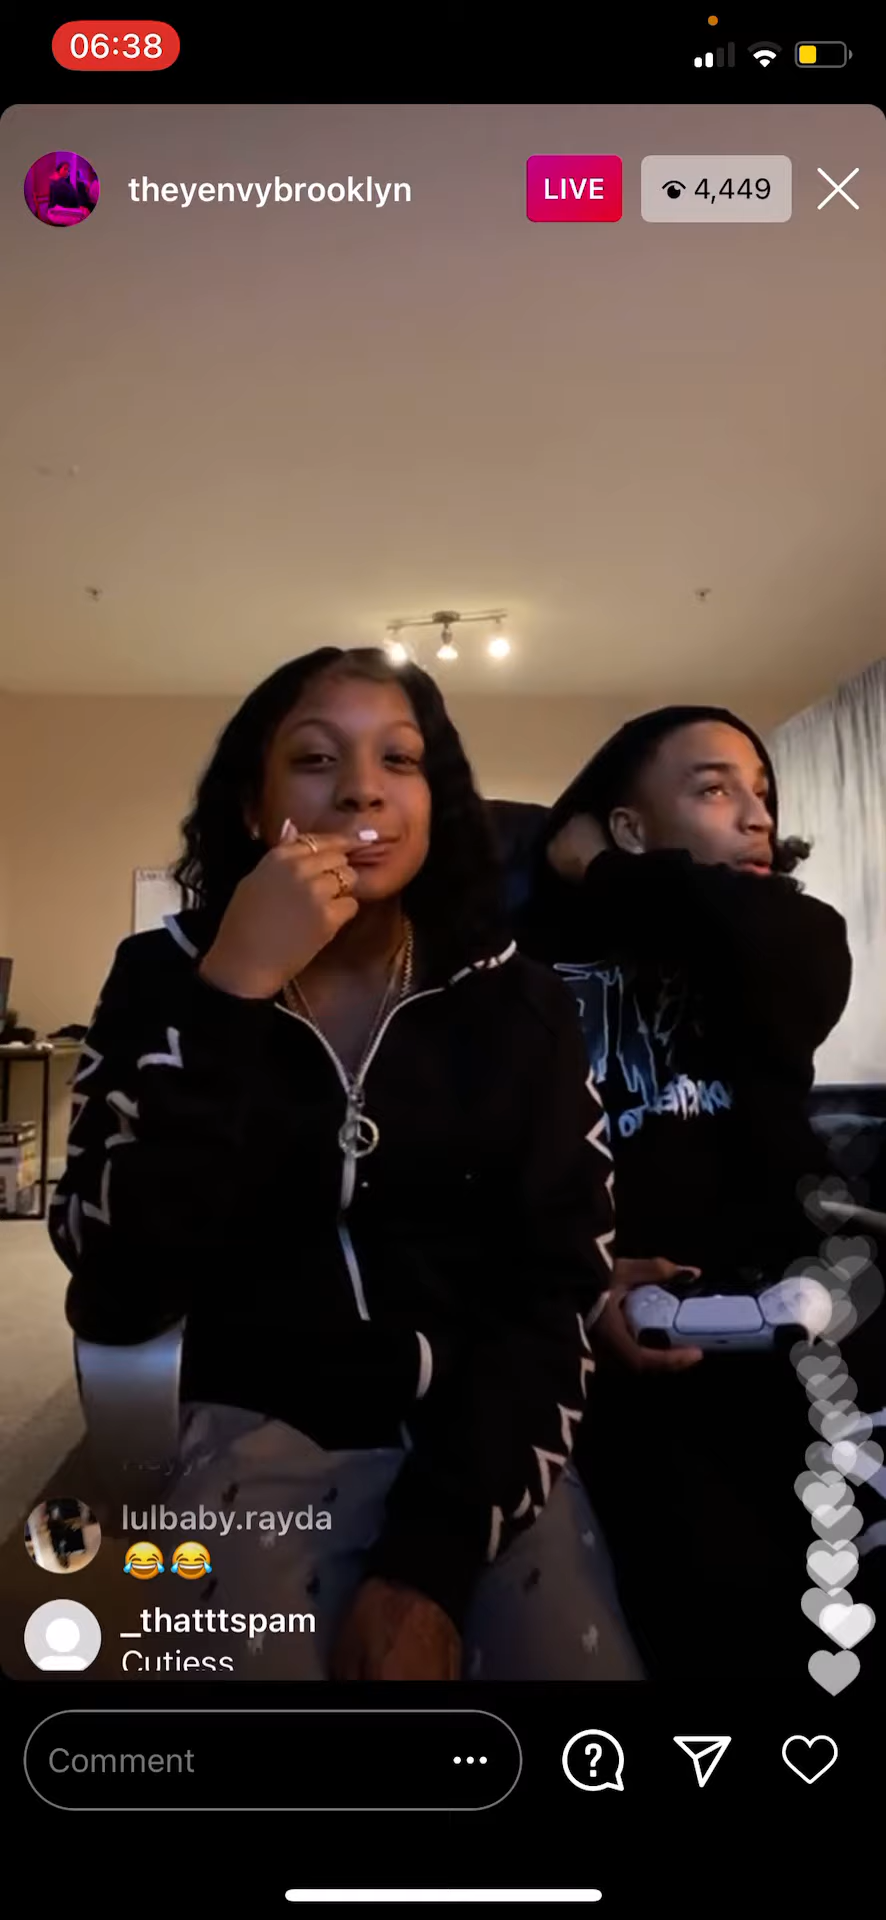 06:38
theyenvybrooklyn
LIVE
4,449
lulbaby.rayda
😂😂
_thatttspam
Cutiess
Comment